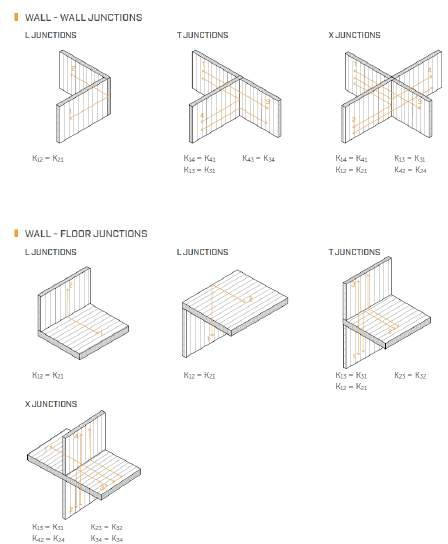 WALL - WALL JUNCTIONS
L JUNCTIONS
T JUNCTIONS
X JUNCTIONS
K12 = K21
K14 = K41
K43 = K34
K13 = K31
K14 = K41
K13 = K31
K12 = K21
K42 = K24
WALL - FLOOR JUNCTIONS
L JUNCTIONS
L JUNCTIONS
T JUNCTIONS
K12 = K21
K12 = K21
K13 = K31
K23 = K32
K12 = K21
X JUNCTIONS
K13 = K31
K23 = K32
K42 = K24
K34 = K34